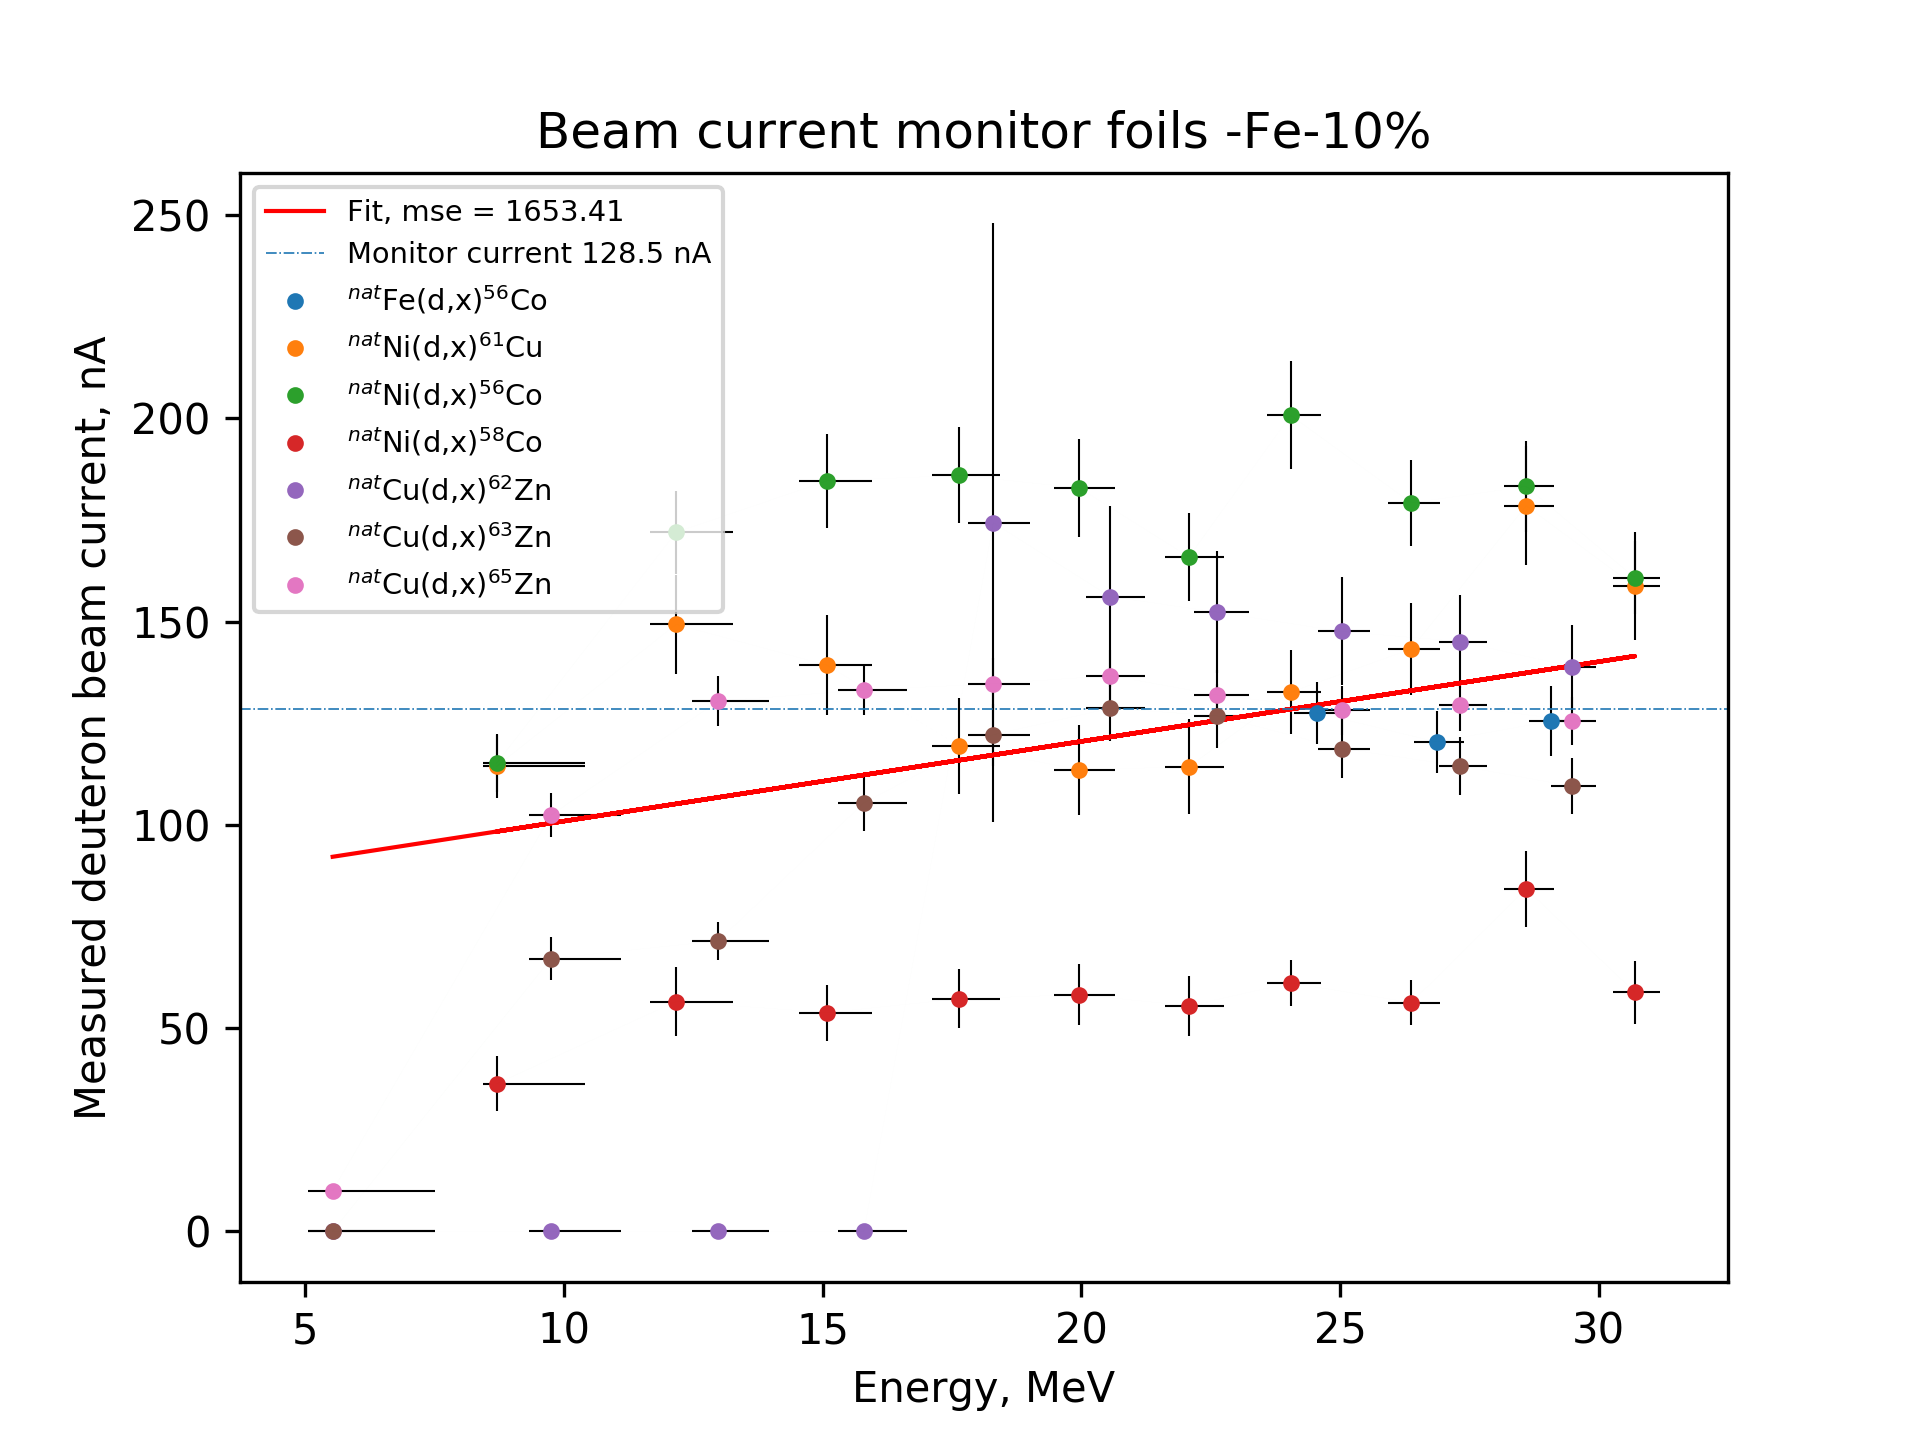 Beam current monitor foils -Fe-10%
Measured deuteron beam current, nA
250
200
150
100
50
0
Fit, mse = 1653.41
Monitor current 128.5 nA
^{nat}Fe(d,x)^{56}Co
^{nat}Ni(d,x)^{61}Cu
^{nat}Ni(d,x)^{56}Co
^{nat}Ni(d,x)^{58}Co
^{nat}Cu(d,x)^{62}Zn
^{nat}Cu(d,x)^{63}Zn
^{nat}Cu(d,x)^{65}Zn
5 10 15 20 25 30
Energy, MeV